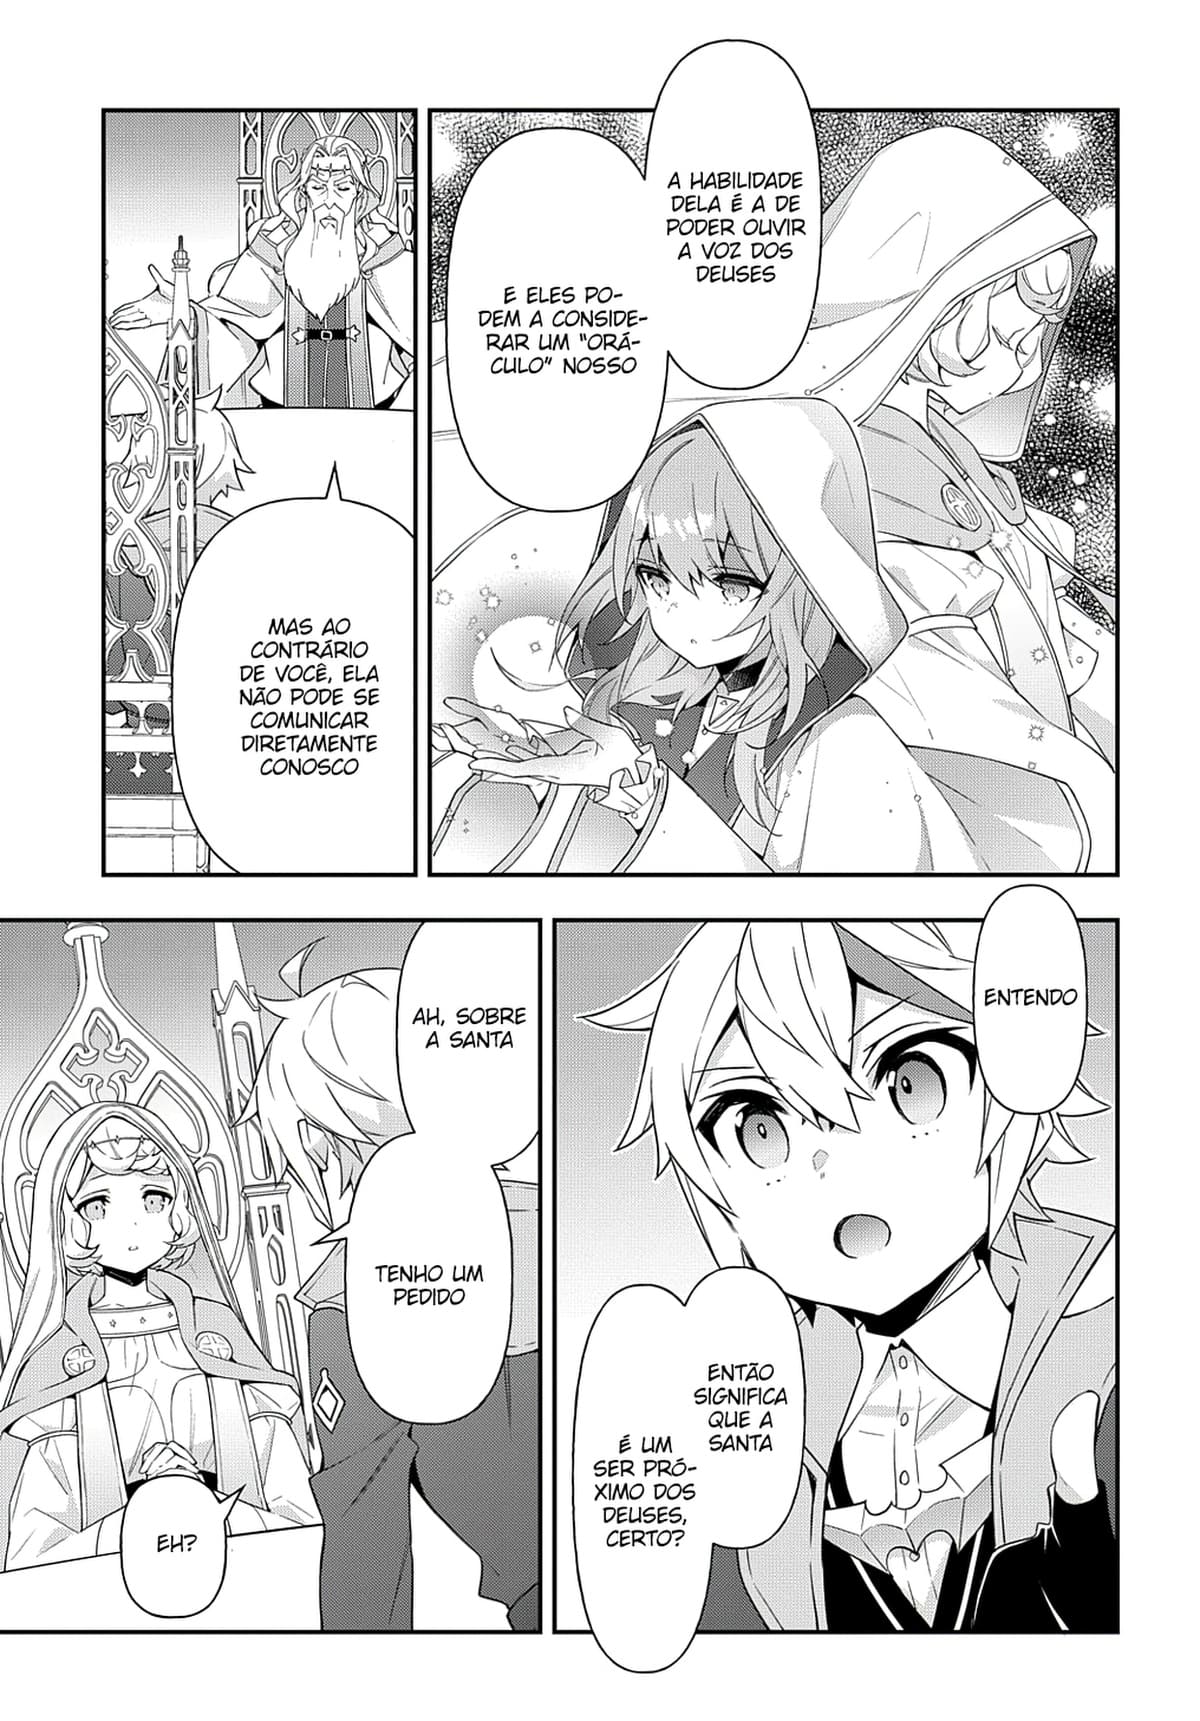 A HABILIDADE
DELA É A DE
PODER OUVIR
A VOZ DOS
DEUSES
E ELES PO-
DEM A CONSIDE-
RAR UM "ORÁ-
CULO" NOSSO
MAS AO
CONTRÁRIO
DE VOCÊ, ELA
NÃO PODE SE
COMUNICAR
DIRETAMENTE
CONOSCO
ENTENDO
ENTÃO
SIGNIFICA
QUE A
SANTA
É UM
SER PRÓ-
XIMO DOS
DEUSES,
CERTO?
AH, SOBRE
A SANTA
TENHO UM
PEDIDO
EH?